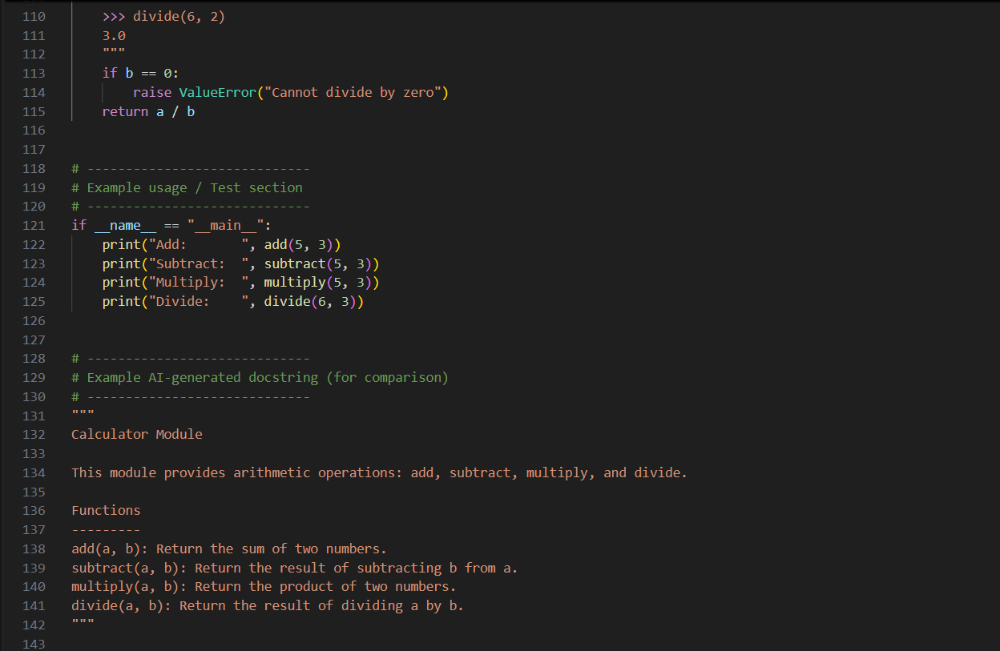 110 >>> divide(6, 2)
111 3.0
112 """
113 if b == 0:
114 raise ValueError("Cannot divide by zero")
115 return a / b
116
117
118 # -----------------------------
119 # Example usage / Test section
120 # -----------------------------
121 if __name__ == "__main__":
122 print("Add:       ", add(5, 3))
123 print("Subtract:  ", subtract(5, 3))
124 print("Multiply:  ", multiply(5, 3))
125 print("Divide:    ", divide(6, 3))
126
127
128 # -----------------------------
129 # Example AI-generated docstring (for comparison)
130 # -----------------------------
131 """
132 Calculator Module
133
134 This module provides arithmetic operations: add, subtract, multiply, and divide.
135
136 Functions
137 ---------
138 add(a, b): Return the sum of two numbers.
139 subtract(a, b): Return the result of subtracting b from a.
140 multiply(a, b): Return the product of two numbers.
141 divide(a, b): Return the result of dividing a by b.
142 """
143